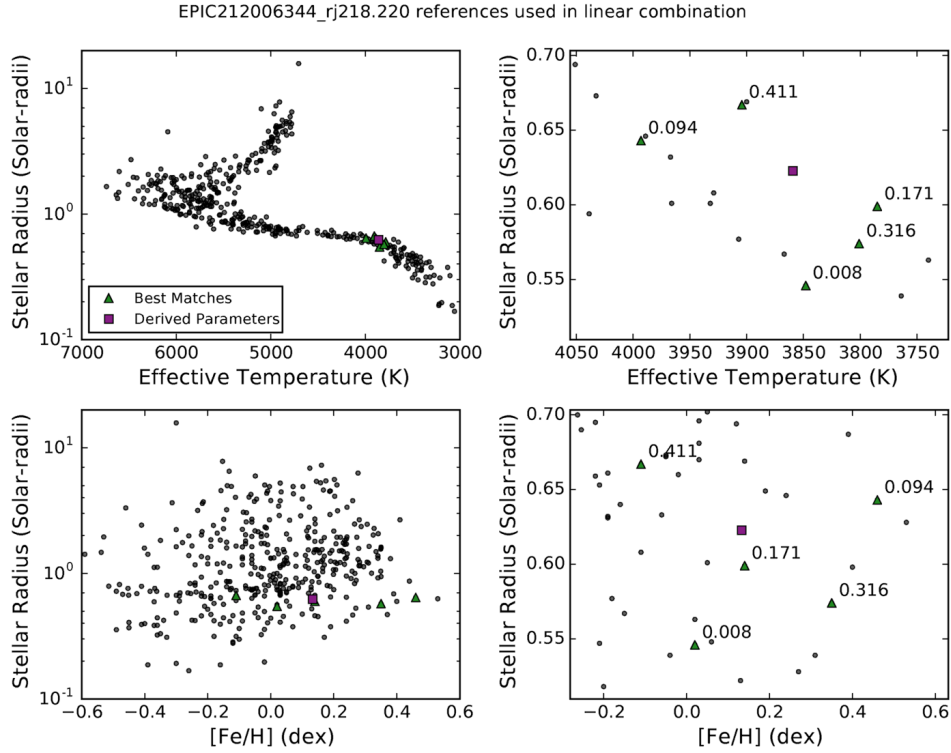 EPIC212006344_rj218.220 references used in linear combination
Stellar Radius (Solar-radii)
10^1
10^0
10^-1
Best Matches
Derived Parameters
7000 6000 5000 4000 3000
Effective Temperature (K)
Stellar Radius (Solar-radii)
0.70
0.65
0.60
0.55
0.411
0.094
0.171
0.316
0.008
4050 4000 3950 3900 3850 3800 3750
Effective Temperature (K)
Stellar Radius (Solar-radii)
10^1
10^0
10^-1
−0.6 −0.4 −0.2 0.0 0.2 0.4 0.6
[Fe/H] (dex)
Stellar Radius (Solar-radii)
0.70
0.65
0.60
0.55
0.411
0.094
0.171
0.316
0.008
−0.2 0.0 0.2 0.4 0.6
[Fe/H] (dex)